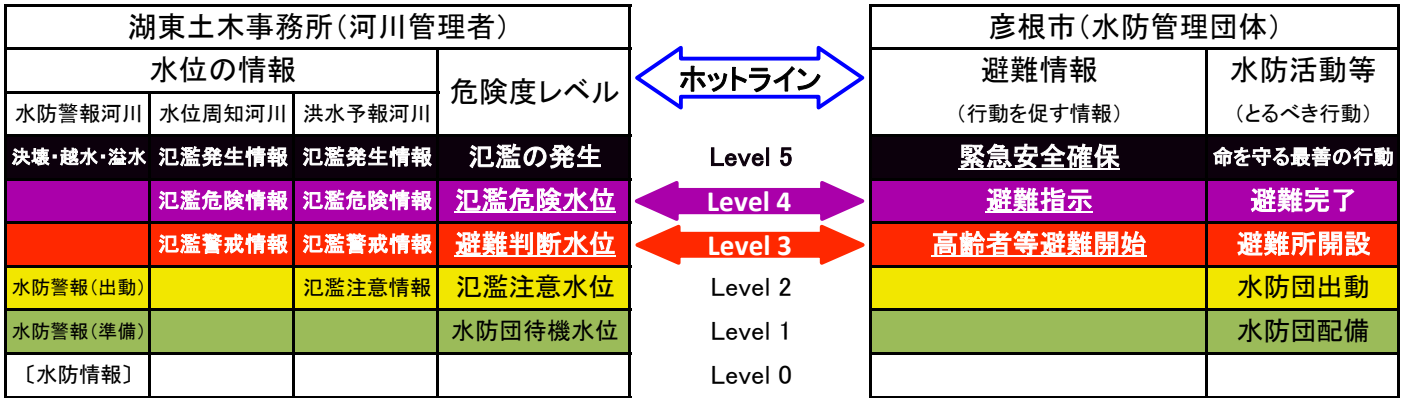 湖東土木事務所(河川管理者)
ホットライン
彦根市(水防管理団体)
水位の情報 危険度レベル 避難情報 水防活動等
水防警報河川 水位周知河川 洪水予報河川 (行動を促す情報) (とるべき行動)
決壊・越水・溢水 氾濫発生情報 氾濫発生情報 氾濫の発生 Level 5 緊急安全確保 命を守る最善の行動
氾濫危険情報 氾濫危険情報 氾濫危険水位 Level 4 避難指示 避難完了
氾濫警戒情報 氾濫警戒情報 避難判断水位 Level 3 高齢者等避難開始 避難所開設
水防警報(出動) 氾濫注意情報 氾濫注意水位 Level 2 水防団出動
水防警報(準備) 水防団待機水位 Level 1 水防団配備
〔水防情報〕 Level 0